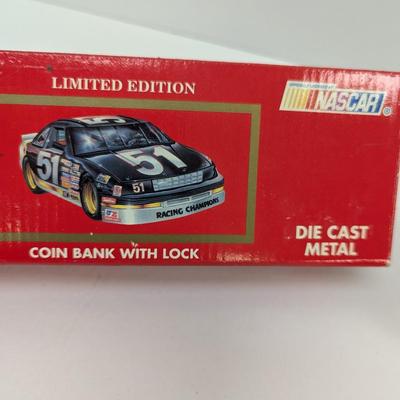 LIMITED EDITION
NASCAR®
51
51
51
RACING CHAMPIONS
COIN BANK WITH LOCK
DIE CAST
METAL